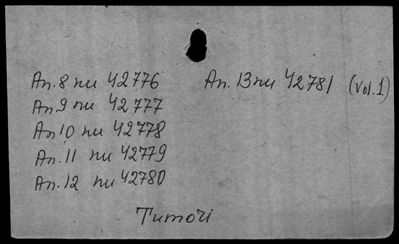 An. 8 nu 42776 An. 13 nu 42781 (vol. 1)
An 9 nu 42777
An 10 nu 42778
An. 11 nu 42779
An. 12 nu 42780
Tumori